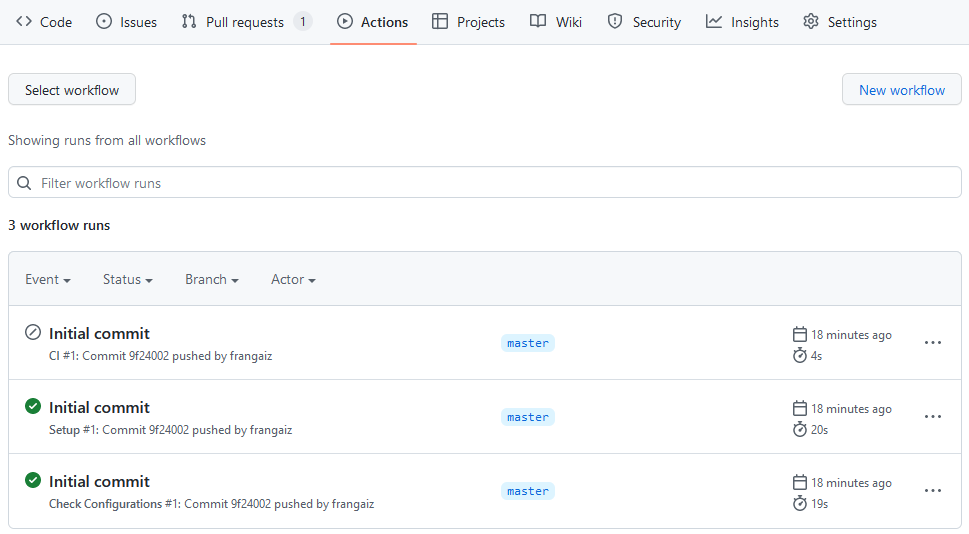 Code Issues Pull requests 1 Actions Projects Wiki Security Insights Settings
Select workflow New workflow
Showing runs from all workflows
Filter workflow runs
3 workflow runs
Event Status Branch Actor
Initial commit master 18 minutes ago
CI #1: Commit 9f24002 pushed by frangaiz 4s
Initial commit master 18 minutes ago
Setup #1: Commit 9f24002 pushed by frangaiz 20s
Initial commit master 18 minutes ago
Check Configurations #1: Commit 9f24002 pushed by frangaiz 19s